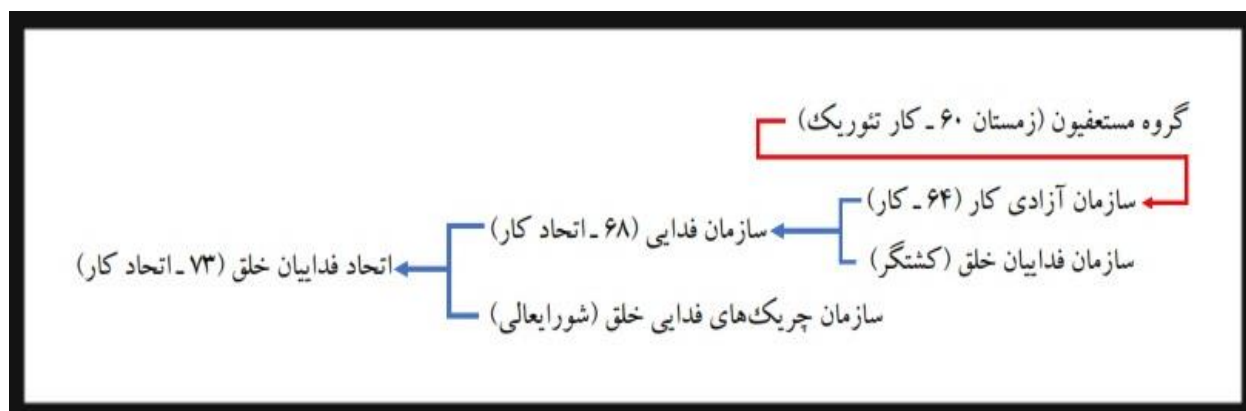 گروه مستعفیون (زمستان ۶۰ ـ کار تئوریک)
سازمان آزادی کار (۶۴ ـ کار)
سازمان فدایی (۶۸ ـ اتحاد کار)
سازمان فداییان خلق (کشتگر)
اتحاد فداییان خلق (۷۳ ـ اتحاد کار)
سازمان چریک‌های فدایی خلق (شورایعالی)